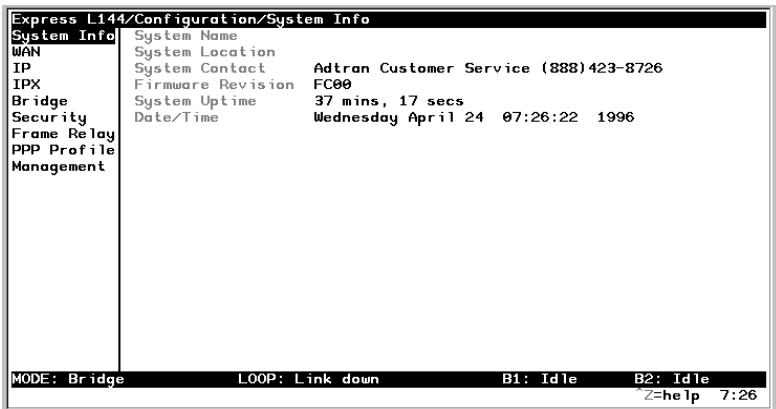 Express L144/Configuration/System Info
System Info System Name
WAN System Location
IP System Contact Adtran Customer Service (888)423-8726
IPX Firmware Revision FC00
Bridge System Uptime 37 mins, 17 secs
Security Date/Time Wednesday April 24 07:26:22 1996
Frame Relay
PPP Profile
Management
MODE: Bridge LOOP: Link down B1: Idle B2: Idle
^Z=help 7:26